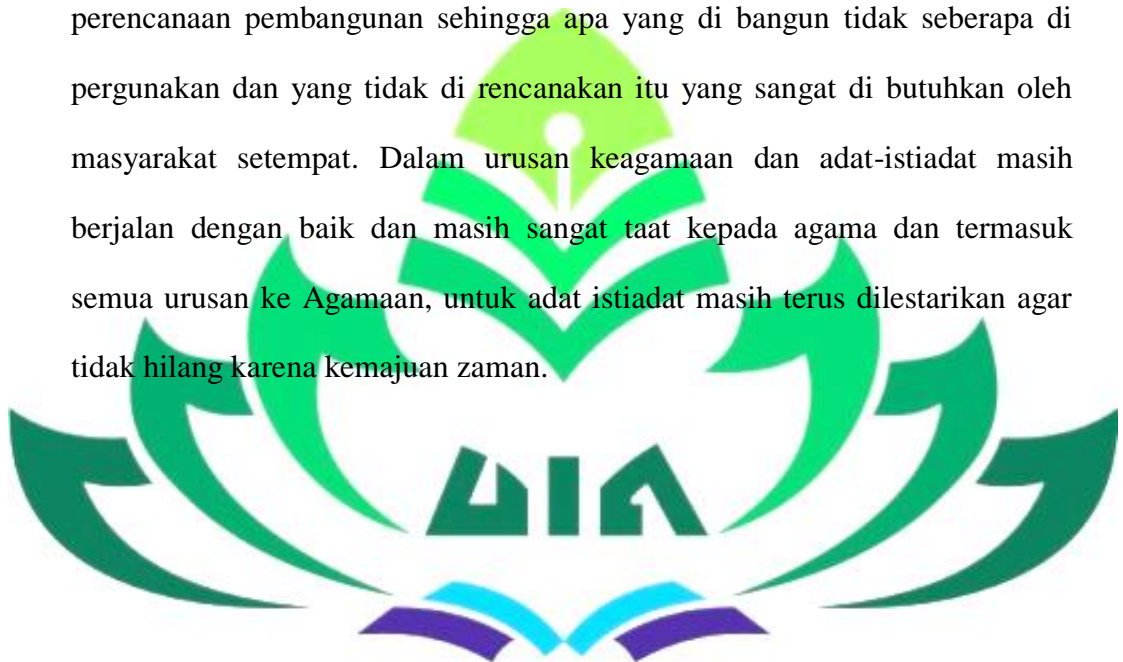 perencanaan pembangunan sehingga apa yang di bangun tidak seberapa di
pergunakan dan yang tidak di rencanakan itu yang sangat di butuhkan oleh
masyarakat setempat. Dalam urusan keagamaan dan adat-istiadat masih
berjalan dengan baik dan masih sangat taat kepada agama dan termasuk
semua urusan ke Agamaan, untuk adat istiadat masih terus dilestarikan agar
tidak hilang karena kemajuan zaman.